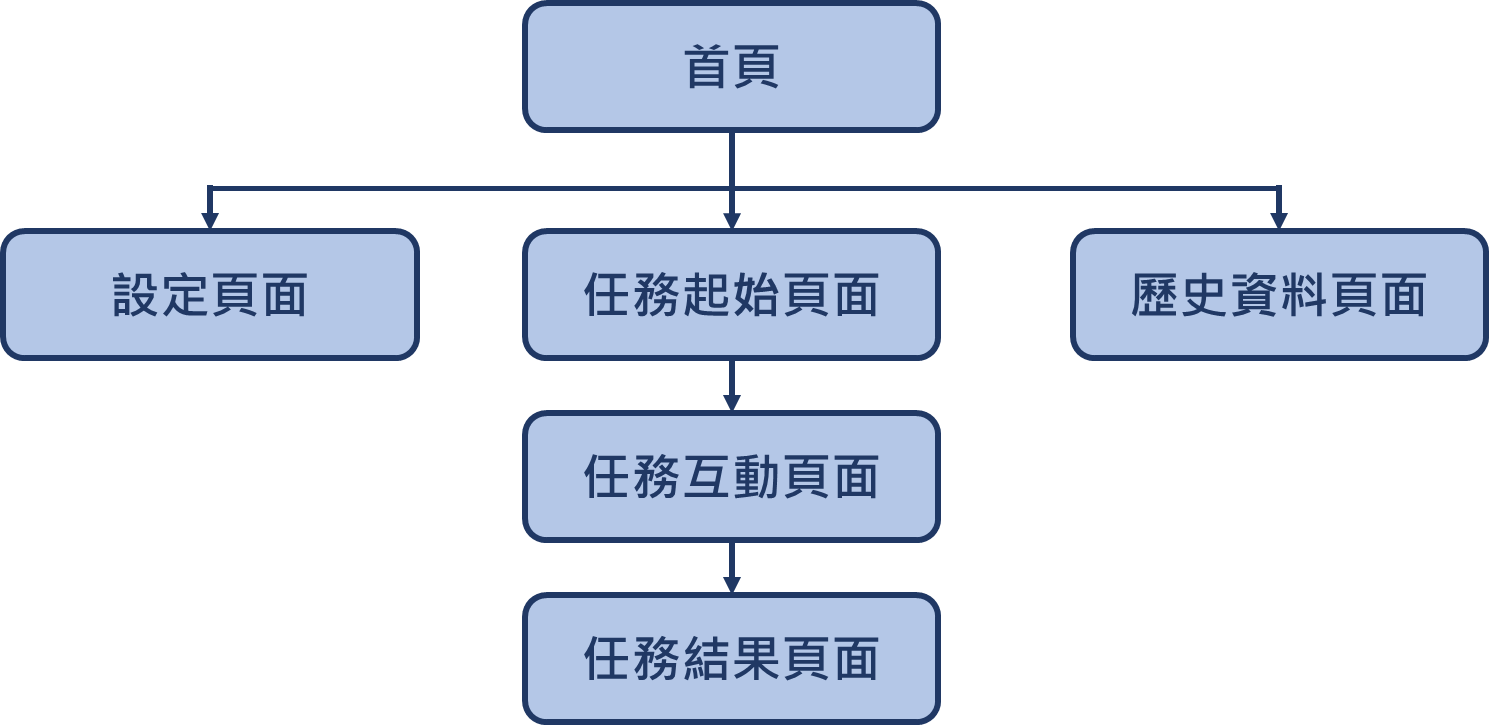 首頁
設定頁面
任務起始頁面
歷史資料頁面
任務互動頁面
任務結果頁面